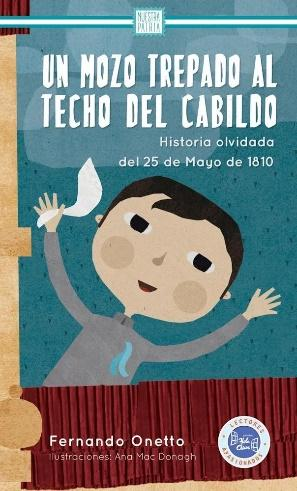 NUESTRA
PATRIA
UN MOZO TREPADO AL
TECHO DEL CABILDO
Historia olvidada
del 25 de Mayo de 1810
LECTORES
APASIONADOS
Fernando Onetto
Ilustraciones: Ana Mac Donagh